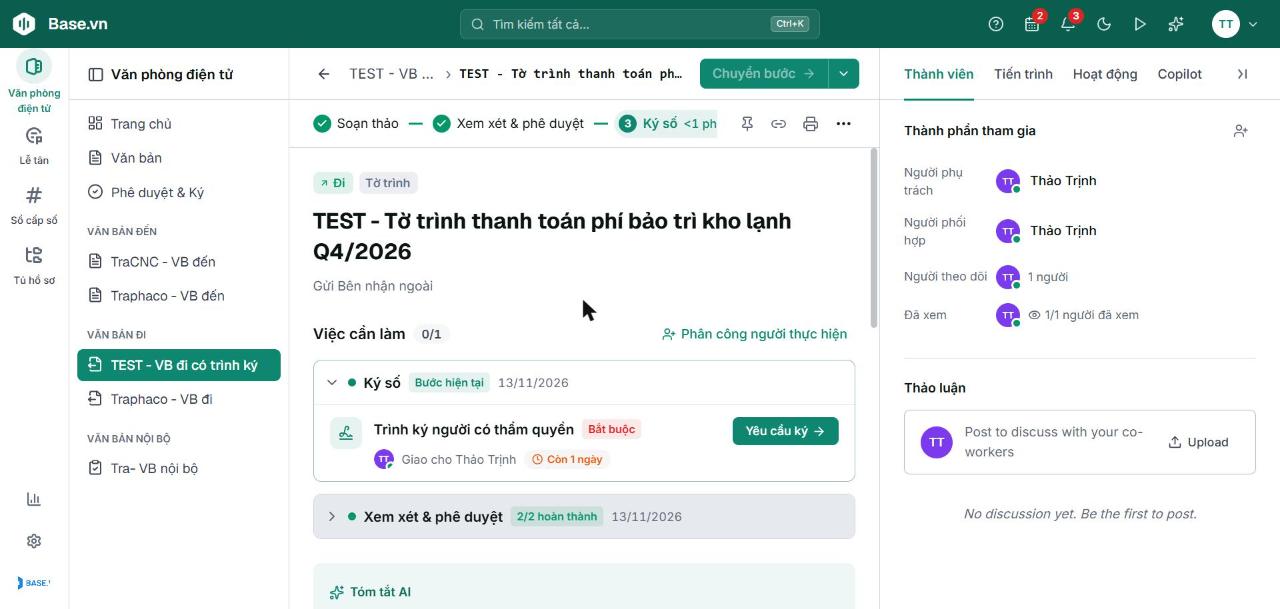 Base.vn
Tìm kiếm tất cả...
Ctrl+K
2
3
TT
Văn phòng
điện tử
Lễ tân
Sổ cấp số
Tủ hồ sơ
BASE.
Văn phòng điện tử
Trang chủ
Văn bản
Phê duyệt & Ký
VĂN BẢN ĐẾN
TraCNC - VB đến
Traphaco - VB đến
VĂN BẢN ĐI
TEST - VB đi có trình ký
Traphaco - VB đi
VĂN BẢN NỘI BỘ
Tra- VB nội bộ
TEST - VB ... › TEST - Tờ trình thanh toán ph…
Chuyển bước
Soạn thảo
Xem xét & phê duyệt
3 Ký số <1 ph
Đi
Tờ trình
TEST - Tờ trình thanh toán phí bảo trì kho lạnh
Q4/2026
Gửi Bên nhận ngoài
Việc cần làm 0/1
Phân công người thực hiện
Ký số Bước hiện tại 13/11/2026
Trình ký người có thẩm quyền Bắt buộc
Yêu cầu ký
TT Giao cho Thảo Trịnh Còn 1 ngày
Xem xét & phê duyệt 2/2 hoàn thành 13/11/2026
Tóm tắt AI
Thành viên
Tiến trình
Hoạt động
Copilot
Thành phần tham gia
Người phụ
trách
TT Thảo Trịnh
Người phối
hợp
TT Thảo Trịnh
Người theo dõi TT 1 người
Đã xem TT 1/1 người đã xem
Thảo luận
TT
Post to discuss with your co-
workers
Upload
No discussion yet. Be the first to post.